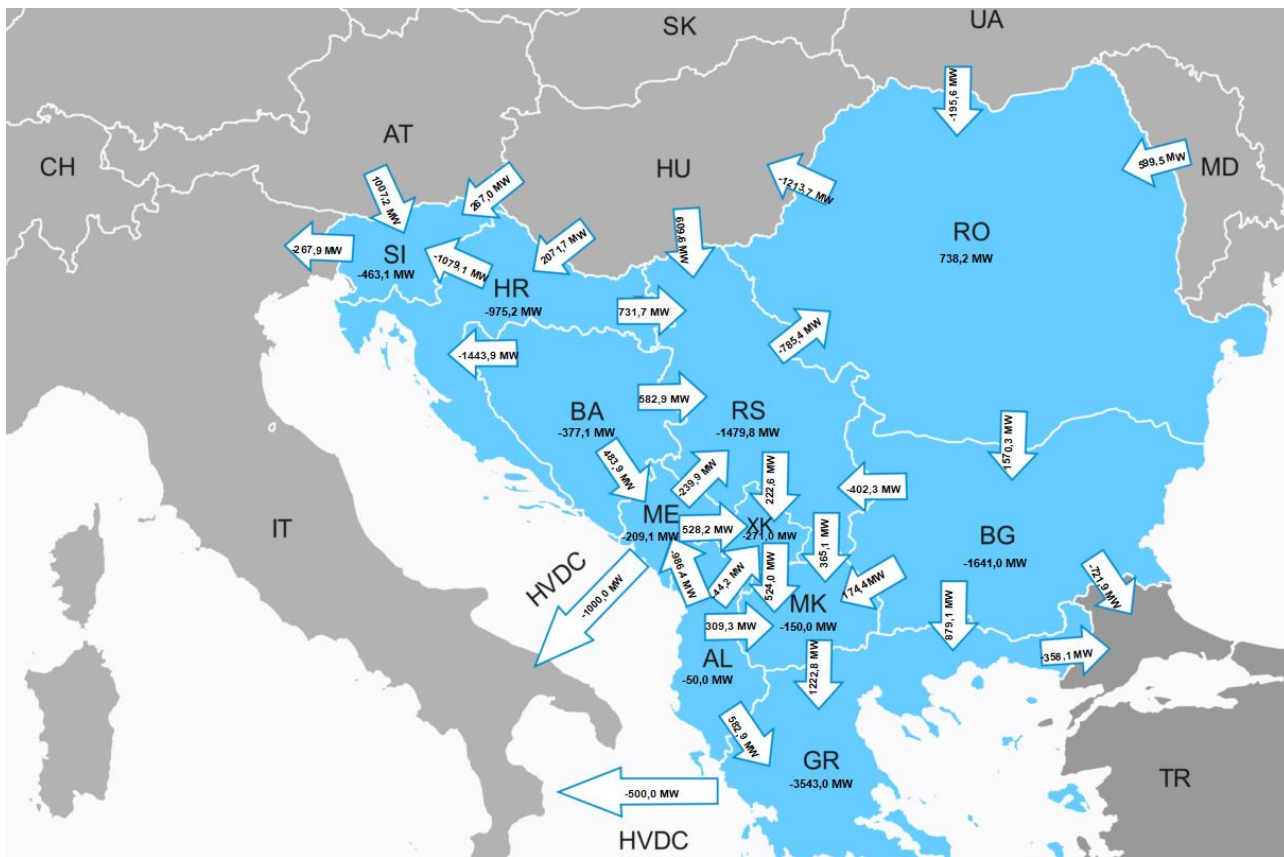 SK
UA
AT
CH
HU
MD
-195,6 MW
599,5 MW
-1213,7 MW
1007,2 MW
267,0 MW
609,6 MW
2071,7 MW
RO
738,2 MW
-267,9 MW
SI
-463,1 MW
-1079,1 MW
HR
-975,2 MW
731,7 MW
-785,4 MW
-1443,9 MW
582,9 MW
BA
-377,1 MW
RS
-1479,8 MW
1570,3 MW
483,9 MW
-239,9 MW
222,6 MW
-402,3 MW
IT
ME
-209,1 MW
528,2 MW
XK
-271,0 MW
365,1 MW
BG
-1641,0 MW
HVDC
-1000,0 MW
-986,4 MW
-44,2 MW
524,0 MW
174,4 MW
-721,9 MW
MK
-150,0 MW
309,3 MW
879,1 MW
-358,1 MW
AL
-50,0 MW
1222,8 MW
582,9 MW
GR
-3543,0 MW
TR
-500,0 MW
HVDC